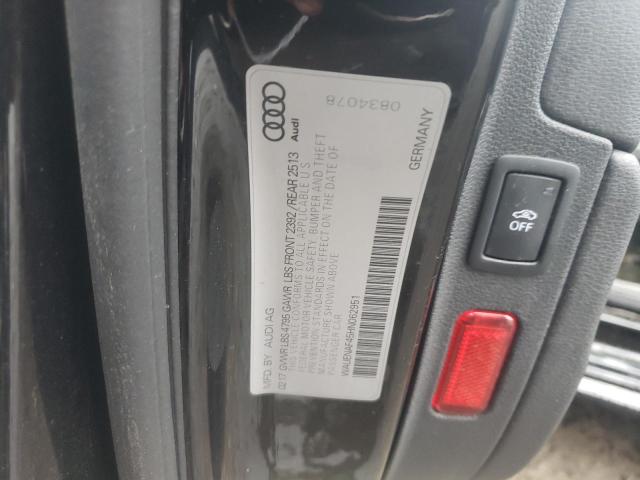 0834078
Audi
GERMANY
MFD. BY AUDI AG
02/17 GVWR LBS 4795 GAWR LBS FRONT 2392 / REAR 2513
THIS VEHICLE CONFORMS TO ALL APPLICABLE U S
FEDERAL MOTOR VEHICLE SAFETY, BUMPER AND THEFT
PREVENTION STANDARDS IN EFFECT ON THE DATE OF
MANUFACTURE SHOWN ABOVE
PASSENGER CAR
WAUENAF45HN062951
OFF